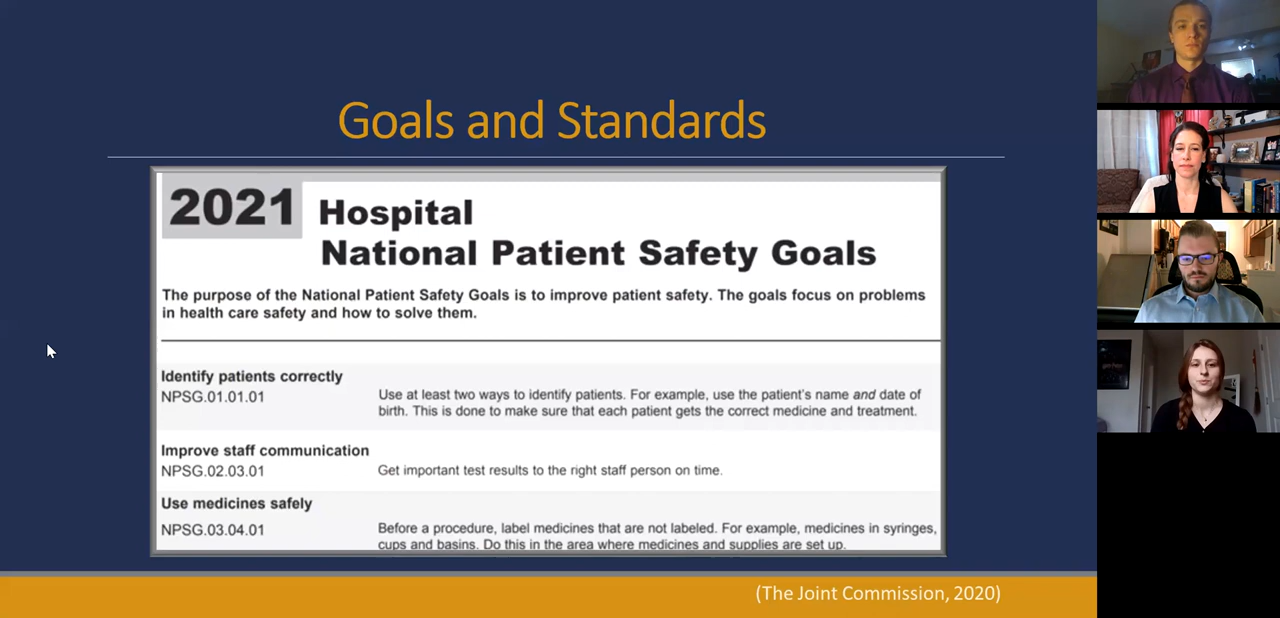 Goals and Standards
2021 Hospital
National Patient Safety Goals
The purpose of the National Patient Safety Goals is to improve patient safety. The goals focus on problems
in health care safety and how to solve them.
Identify patients correctly
NPSG.01.01.01
Use at least two ways to identify patients. For example, use the patient's name and date of
birth. This is done to make sure that each patient gets the correct medicine and treatment.
Improve staff communication
NPSG.02.03.01
Get important test results to the right staff person on time.
Use medicines safely
NPSG.03.04.01
Before a procedure, label medicines that are not labeled. For example, medicines in syringes,
cups and basins. Do this in the area where medicines and supplies are set up.
(The Joint Commission, 2020)